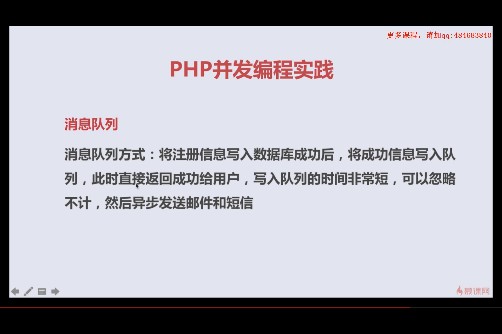 更多课程，请加qq:484683840
PHP并发编程实践
消息队列
消息队列方式：将注册信息写入数据库成功后，将成功信息写入队
列，此时直接返回成功给用户，写入队列的时间非常短，可以忽略
不计，然后异步发送邮件和短信
慕课网